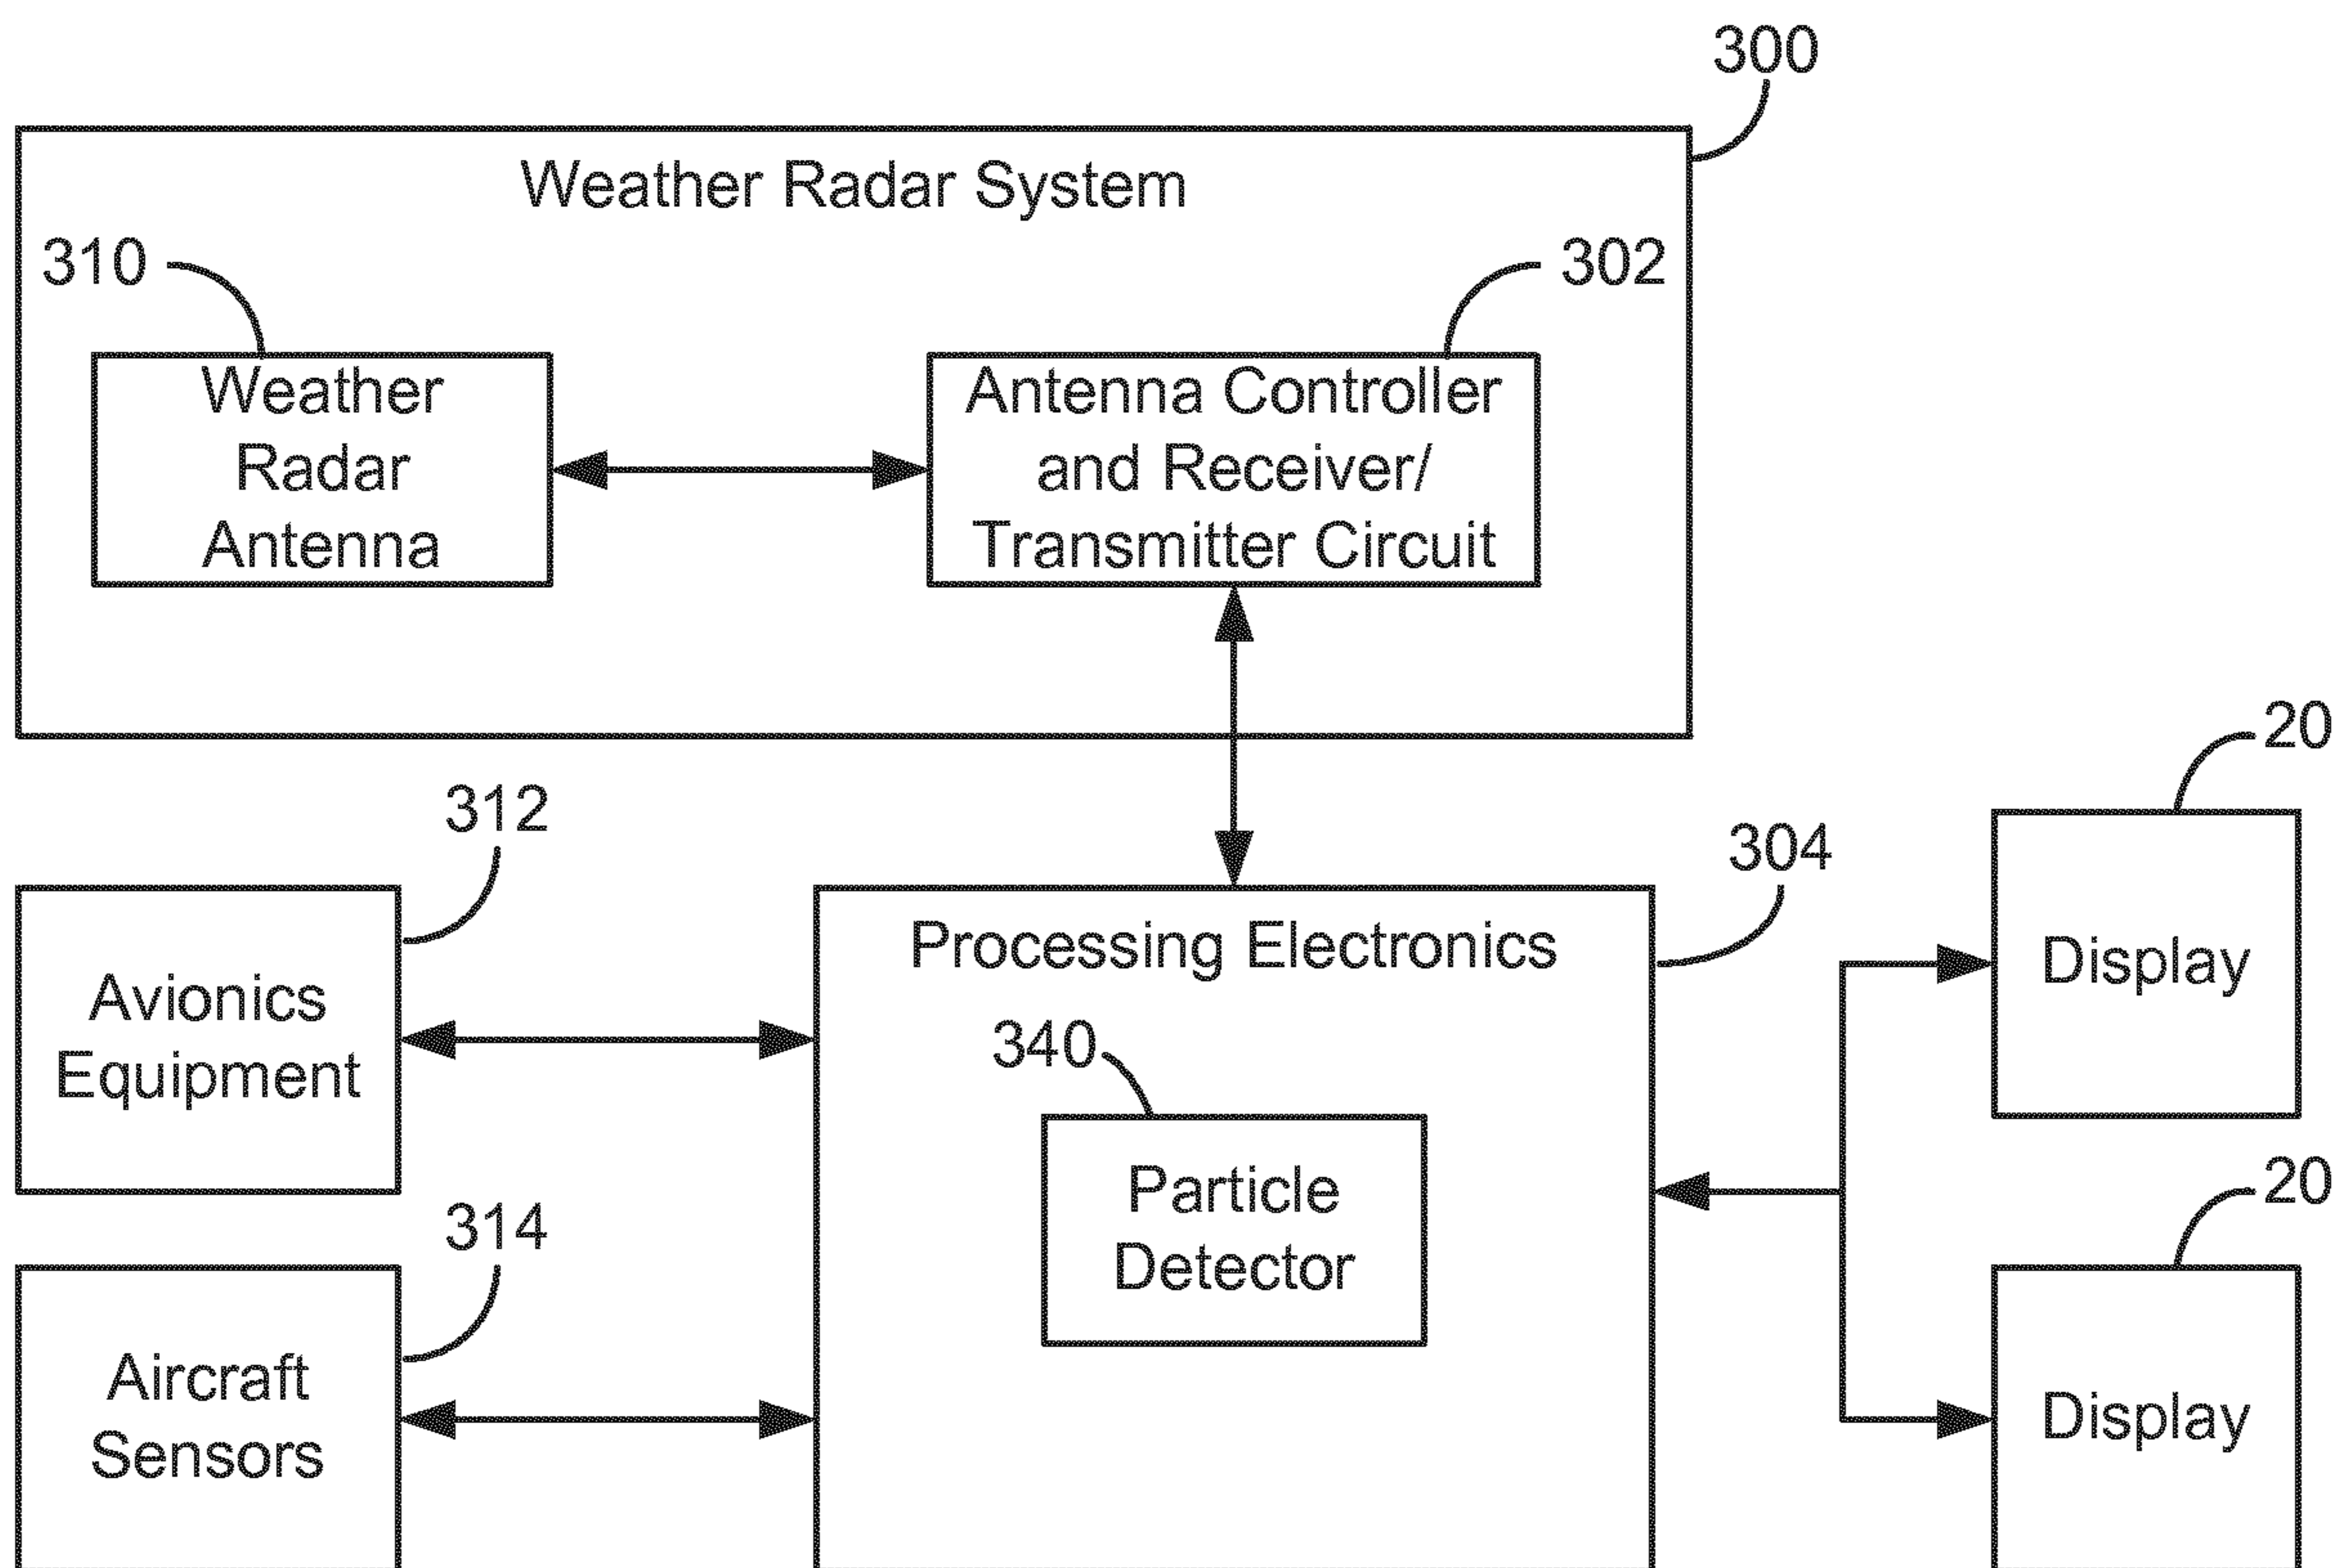 300
Weather Radar System
310
302
Weather
Radar
Antenna
Antenna Controller
and Receiver/
Transmitter Circuit
20
312
304
Avionics
Equipment
Processing Electronics
Display
340
Particle
Detector
20
314
Aircraft
Sensors
Display